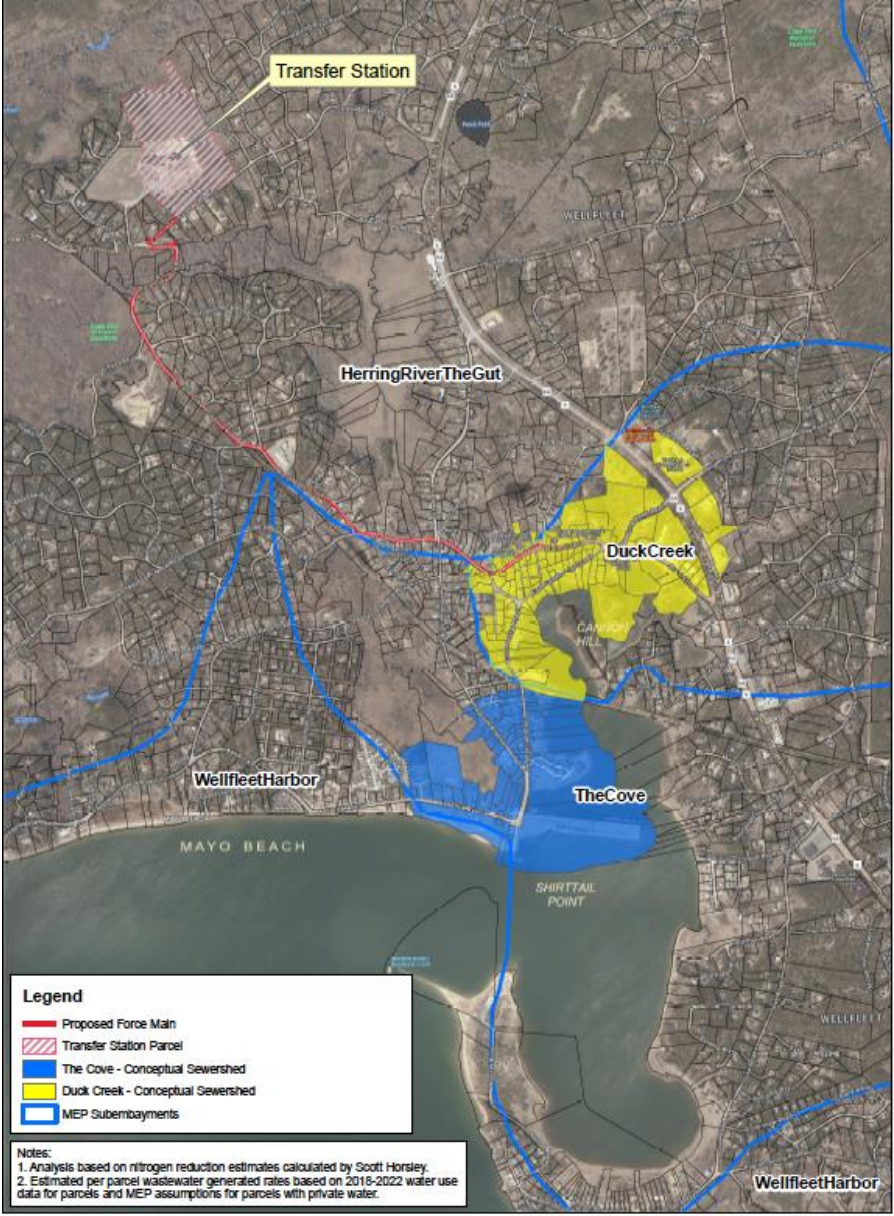 Transfer Station
WELLFLEET
HerringRiverTheGut
DuckCreek
CANNON
HILL
WellfleetHarbor
TheCove
MAYO BEACH
SHIRTTAIL
POINT
WELLFLEET
Legend
Proposed Force Main
Transfer Station Parcel
The Cove - Conceptual Sewershed
Duck Creek - Conceptual Sewershed
MEP Subembayments
Notes:
1. Analysis based on nitrogen reduction estimates calculated by Scott Horsley.
2. Estimated per parcel wastewater generated rates based on 2018-2022 water use
data for parcels and MEP assumptions for parcels with private water.
WellfleetHarbor